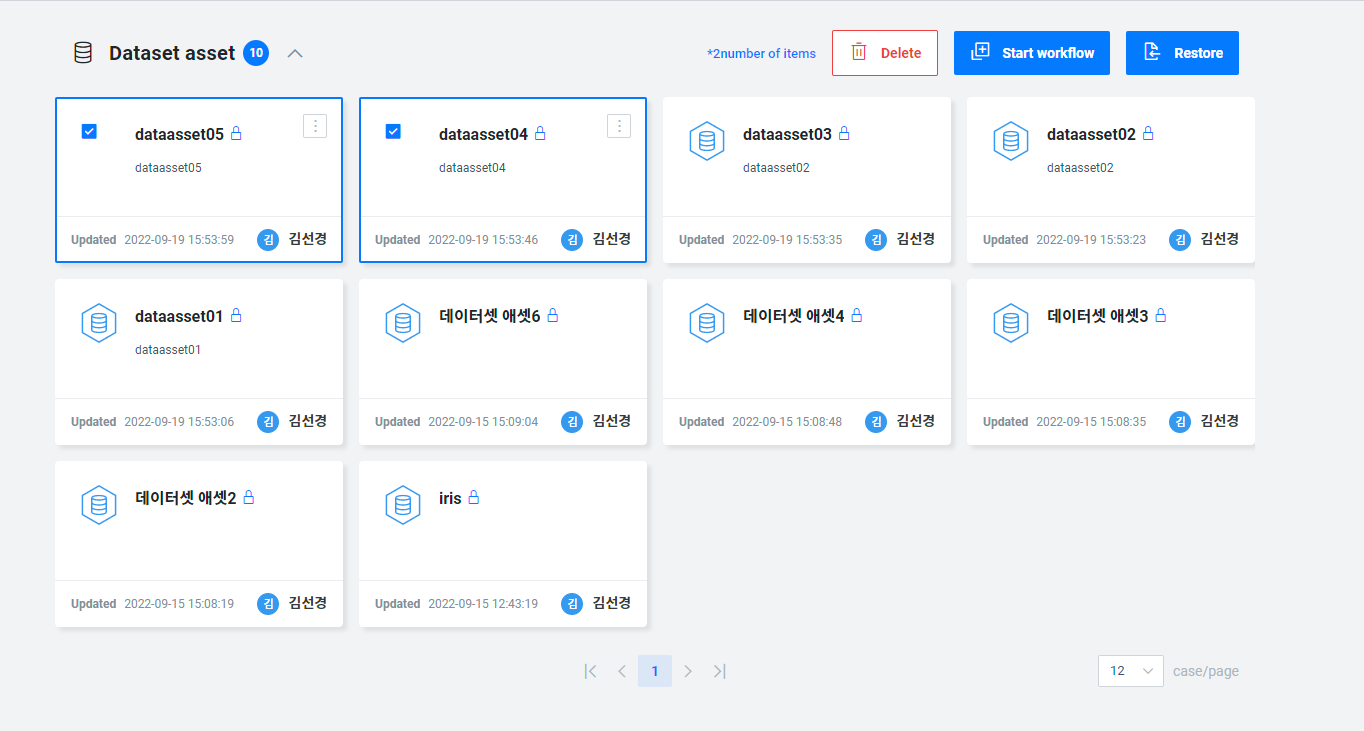 Dataset asset 10
*2number of items
Delete
Start workflow
Restore
dataasset05
dataasset05
Updated 2022-09-19 15:53:59 김 김선경
dataasset04
dataasset04
Updated 2022-09-19 15:53:46 김 김선경
dataasset03
dataasset02
Updated 2022-09-19 15:53:35 김 김선경
dataasset02
dataasset02
Updated 2022-09-19 15:53:23 김 김선경
dataasset01
dataasset01
Updated 2022-09-19 15:53:06 김 김선경
데이터셋 애셋6
Updated 2022-09-15 15:09:04 김 김선경
데이터셋 애셋4
Updated 2022-09-15 15:08:48 김 김선경
데이터셋 애셋3
Updated 2022-09-15 15:08:35 김 김선경
데이터셋 애셋2
Updated 2022-09-15 15:08:19 김 김선경
iris
Updated 2022-09-15 12:43:19 김 김선경
1
12 case/page